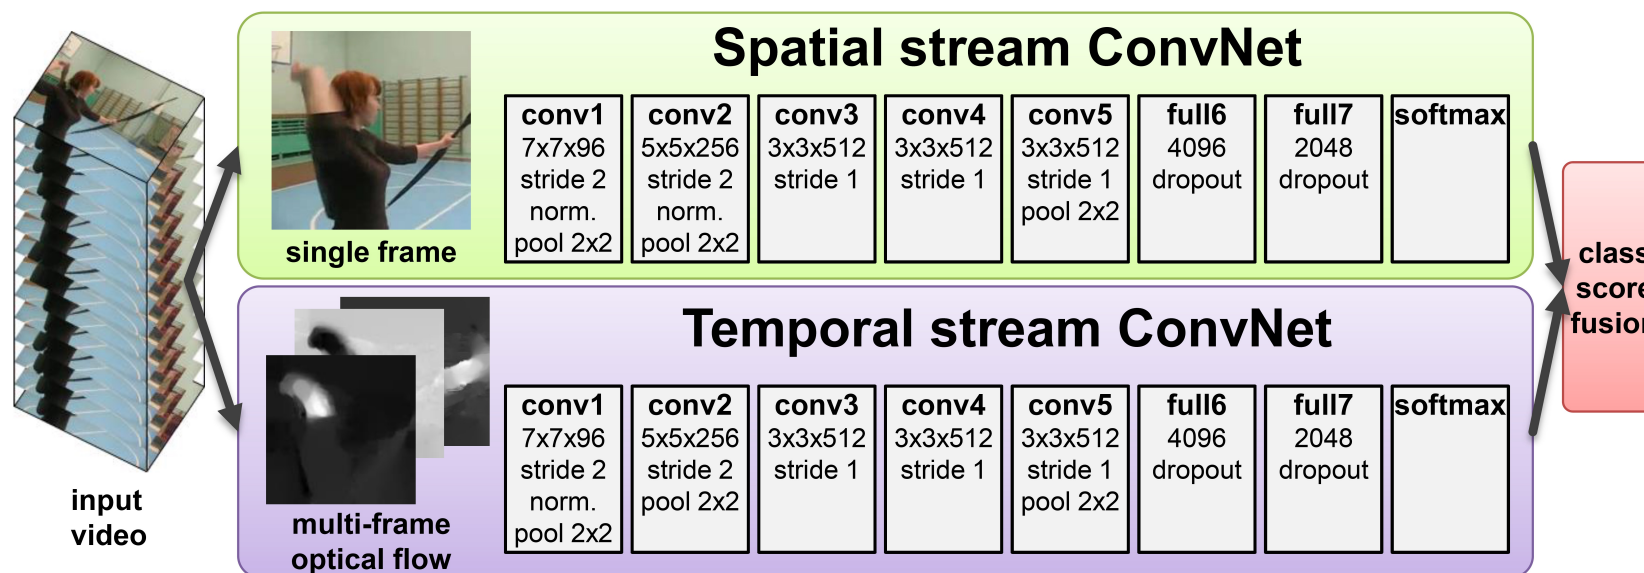 Spatial stream ConvNet
conv1
7x7x96
stride 2
norm.
pool 2x2
conv2
5x5x256
stride 2
norm.
pool 2x2
conv3
3x3x512
stride 1
conv4
3x3x512
stride 1
conv5
3x3x512
stride 1
pool 2x2
full6
4096
dropout
full7
2048
dropout
softmax
single frame
Temporal stream ConvNet
conv1
7x7x96
stride 2
norm.
pool 2x2
conv2
5x5x256
stride 2
pool 2x2
conv3
3x3x512
stride 1
conv4
3x3x512
stride 1
conv5
3x3x512
stride 1
pool 2x2
full6
4096
dropout
full7
2048
dropout
softmax
multi-frame
optical flow
input
video
class
score
fusion